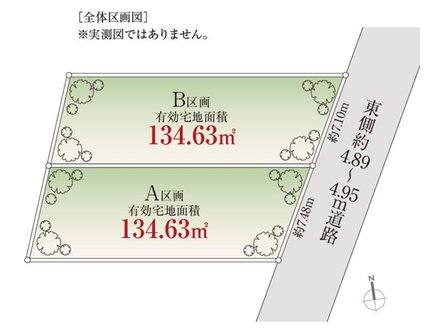 [全体区画図]
※実測図ではありません。
B区画
有効宅地面積
134.63㎡
A区画
有効宅地面積
134.63㎡
約7.10m
約7.48m
東側約4.89〜4.95m道路
N